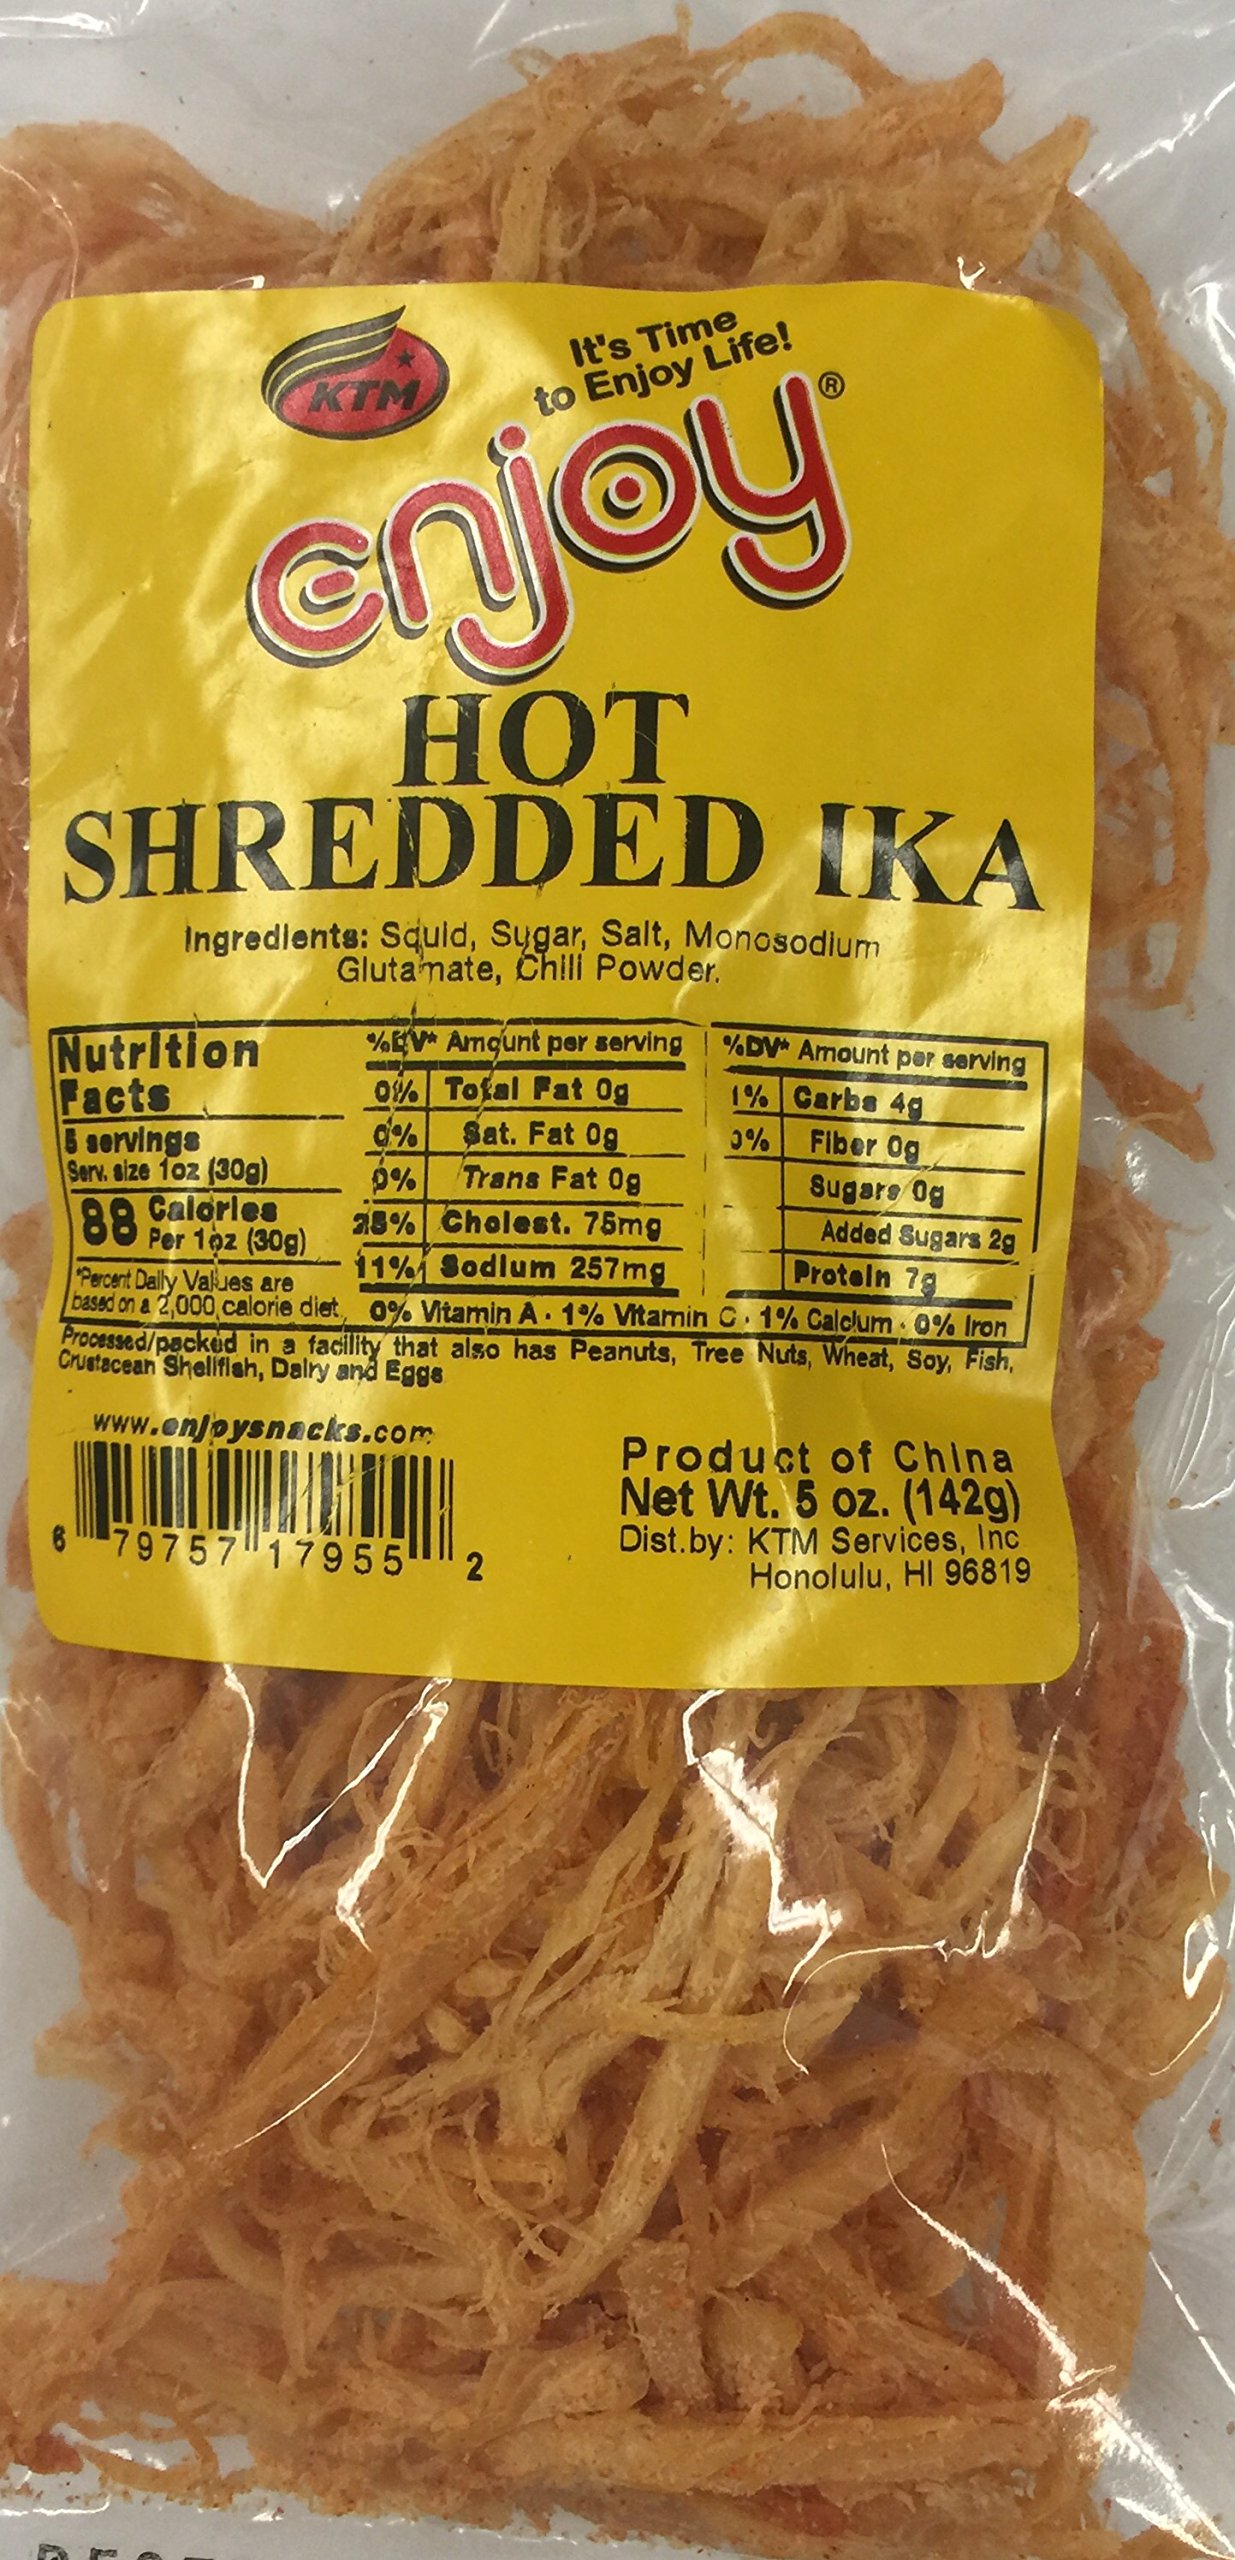 KTM
It's Time
to Enjoy Life!
enjoy®
HOT
SHREDDED IKA
Ingredients: Squid, Sugar, Salt, Monosodium
Glutamate, Chili Powder.
Nutrition
Facts
5 servings
Serv. size 1oz (30g)
88 Calories
Per 1oz (30g)
*Percent Daily Values are
based on a 2,000 calorie diet.
%DV* Amount per serving
0% Total Fat 0g
0% Sat. Fat 0g
0% Trans Fat 0g
25% Cholest. 75mg
11% Sodium 257mg
%DV* Amount per serving
1% Carbs 4g
0% Fiber 0g
Sugars 0g
Added Sugars 2g
Protein 7g
0% Vitamin A · 1% Vitamin C · 1% Calcium · 0% Iron
Processed/packed in a facility that also has Peanuts, Tree Nuts, Wheat, Soy, Fish,
Crustacean Shellfish, Dairy and Eggs
www.enjoysnacks.com
6 79757 17955 2
Product of China
Net Wt. 5 oz. (142g)
Dist.by: KTM Services, Inc
Honolulu, HI 96819